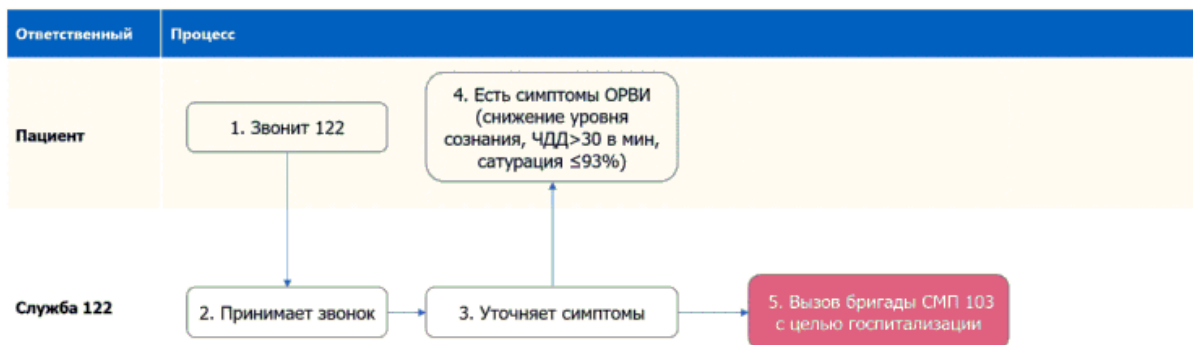 Ответственный
Процесс
Пациент
1. Звонит 122
4. Есть симптомы ОРВИ
(снижение уровня
сознания, ЧДД>30 в мин,
сатурация ≤93%)
Служба 122
2. Принимает звонок
3. Уточняет симптомы
5. Вызов бригады СМП 103
с целью госпитализации